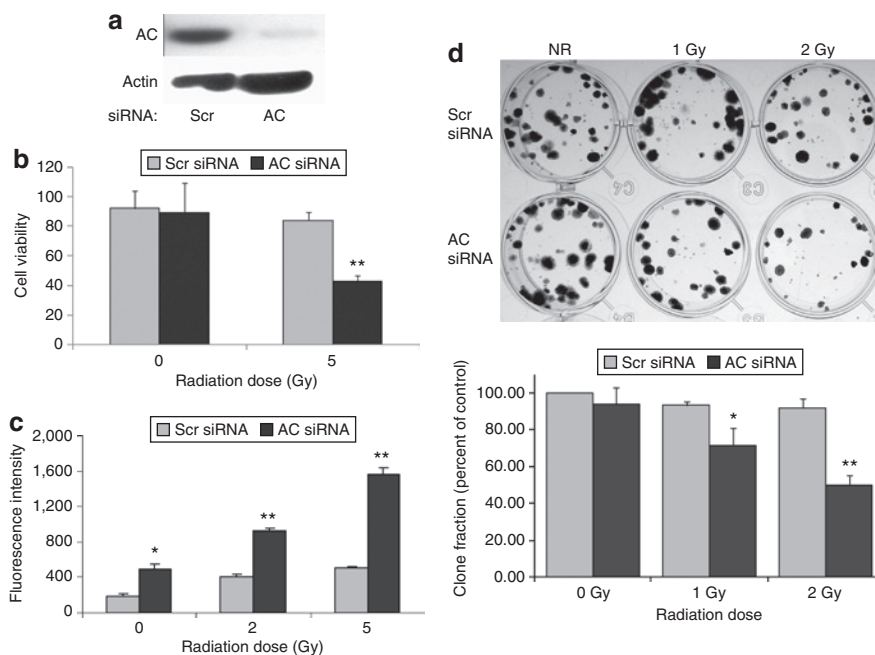 a
AC
Actin
siRNA: Scr AC
b
Scr siRNA AC siRNA
Cell viability
120
100
80
60
40
20
0
**
0 5
Radiation dose (Gy)
c
Scr siRNA AC siRNA
Fluorescence intensity
2,000
1,600
1,200
800
400
0
*
**
**
0 2 5
Radiation dose (Gy)
d
NR 1 Gy 2 Gy
Scr
siRNA
AC
siRNA
Scr siRNA AC siRNA
Clone fraction (percent of control)
100.00
80.00
60.00
40.00
20.00
0.00
*
**
0 Gy 1 Gy 2 Gy
Radiation dose